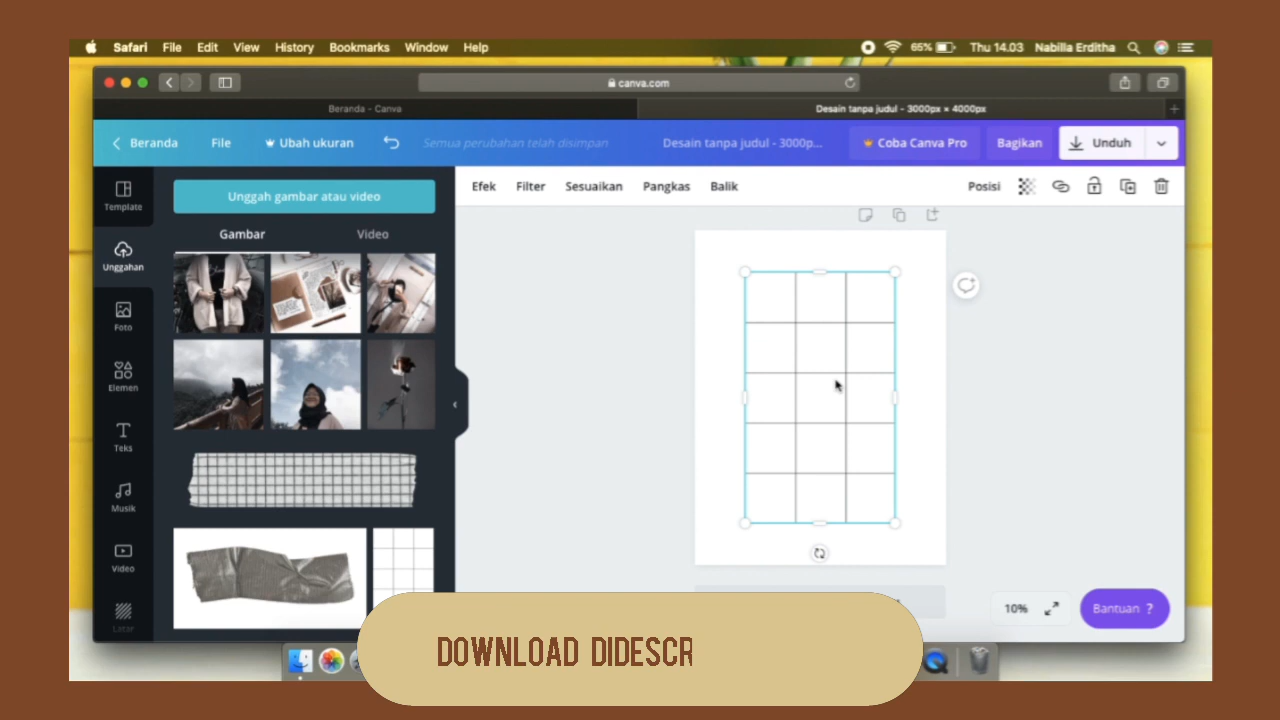 Safari File Edit View History Bookmarks Window Help 65% Thu 14.03 Nabilla Erditha
canva.com
Beranda - Canva Desain tanpa judul - 3000px × 4000px
Beranda File Ubah ukuran Semua perubahan telah disimpan Desain tanpa judul - 3000p... Coba Canva Pro Bagikan Unduh
Efek Filter Sesuaikan Pangkas Balik Posisi
Template
Unggahan
Foto
Elemen
Teks
Musik
Video
Latar
Unggah gambar atau video
Gambar Video
10% Bantuan ?
DOWNLOAD DIDESCR